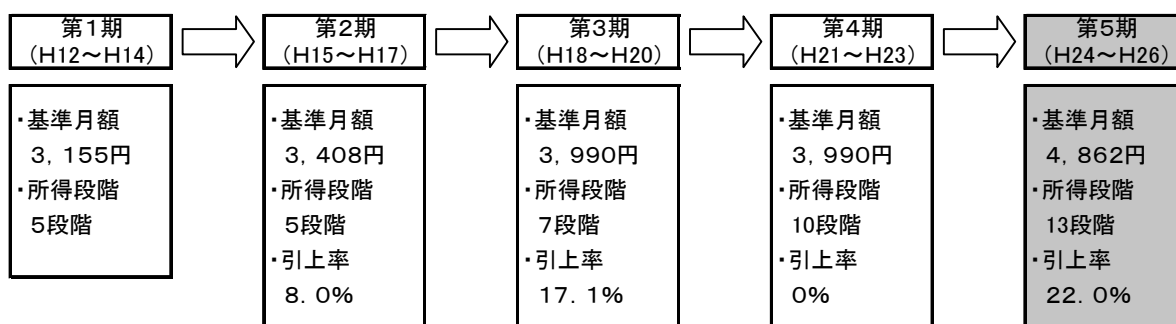 第1期
(H12～H14)
・基準月額
3，155円
・所得段階
5段階
第2期
(H15～H17)
・基準月額
3，408円
・所得段階
5段階
・引上率
8．0%
第3期
(H18～H20)
・基準月額
3，990円
・所得段階
7段階
・引上率
17．1%
第4期
(H21～H23)
・基準月額
3，990円
・所得段階
10段階
・引上率
0%
第5期
(H24～H26)
・基準月額
4，862円
・所得段階
13段階
・引上率
22．0%